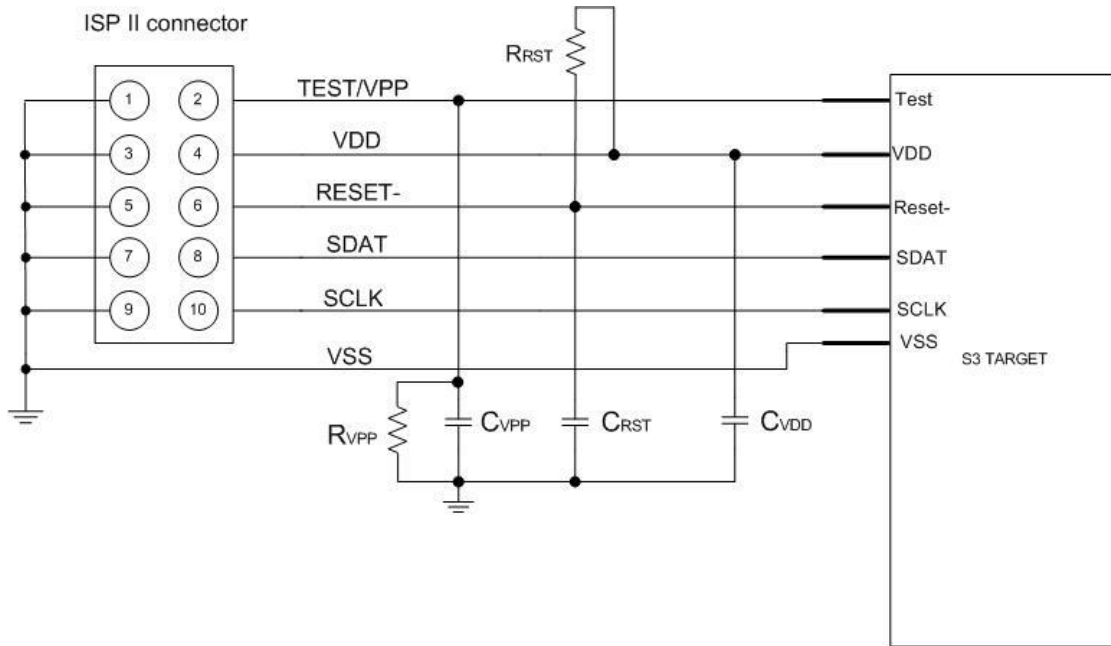 ISP II connector
RRST
1 2 TEST/VPP Test
3 4 VDD VDD
5 6 RESET- Reset-
7 8 SDAT SDAT
9 10 SCLK SCLK
VSS VSS
S3 TARGET
RVPP CVPP CRST CVDD